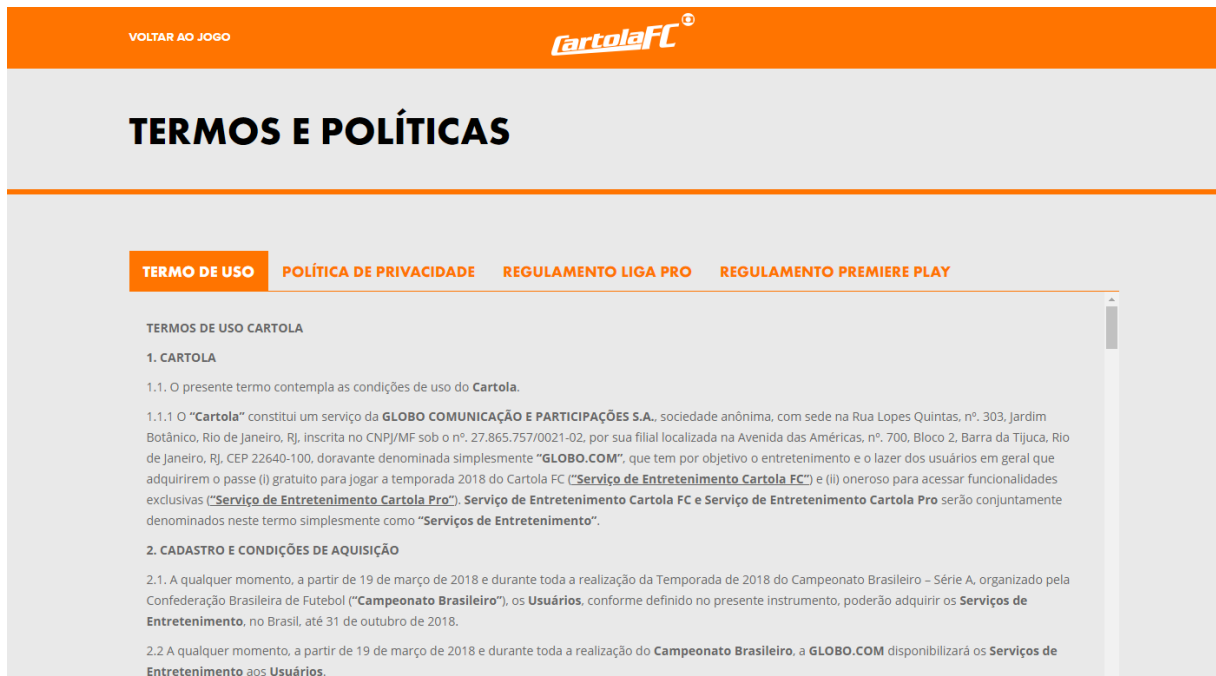 VOLTAR AO JOGO
CartolaFC
TERMOS E POLÍTICAS
TERMO DE USO
POLÍTICA DE PRIVACIDADE
REGULAMENTO LIGA PRO
REGULAMENTO PREMIERE PLAY
TERMOS DE USO CARTOLA
1. CARTOLA
1.1. O presente termo contempla as condições de uso do Cartola.
1.1.1 O “Cartola” constitui um serviço da GLOBO COMUNICAÇÃO E PARTICIPAÇÕES S.A., sociedade anônima, com sede na Rua Lopes Quintas, nº. 303, Jardim
Botânico, Rio de Janeiro, RJ, inscrita no CNPJ/MF sob o nº. 27.865.757/0021-02, por sua filial localizada na Avenida das Américas, nº. 700, Bloco 2, Barra da Tijuca, Rio
de Janeiro, RJ, CEP 22640-100, doravante denominada simplesmente “GLOBO.COM”, que tem por objetivo o entretenimento e o lazer dos usuários em geral que
adquirirem o passe (i) gratuito para jogar a temporada 2018 do Cartola FC (“Serviço de Entretenimento Cartola FC”) e (ii) oneroso para acessar funcionalidades
exclusivas (“Serviço de Entretenimento Cartola Pro”). Serviço de Entretenimento Cartola FC e Serviço de Entretenimento Cartola Pro serão conjuntamente
denominados neste termo simplesmente como “Serviços de Entretenimento”.
2. CADASTRO E CONDIÇÕES DE AQUISIÇÃO
2.1. A qualquer momento, a partir de 19 de março de 2018 e durante toda a realização da Temporada de 2018 do Campeonato Brasileiro – Série A, organizado pela
Confederação Brasileira de Futebol (“Campeonato Brasileiro”), os Usuários, conforme definido no presente instrumento, poderão adquirir os Serviços de
Entretenimento, no Brasil, até 31 de outubro de 2018.
2.2 A qualquer momento, a partir de 19 de março de 2018 e durante toda a realização do Campeonato Brasileiro, a GLOBO.COM disponibilizará os Serviços de
Entretenimento aos Usuários.